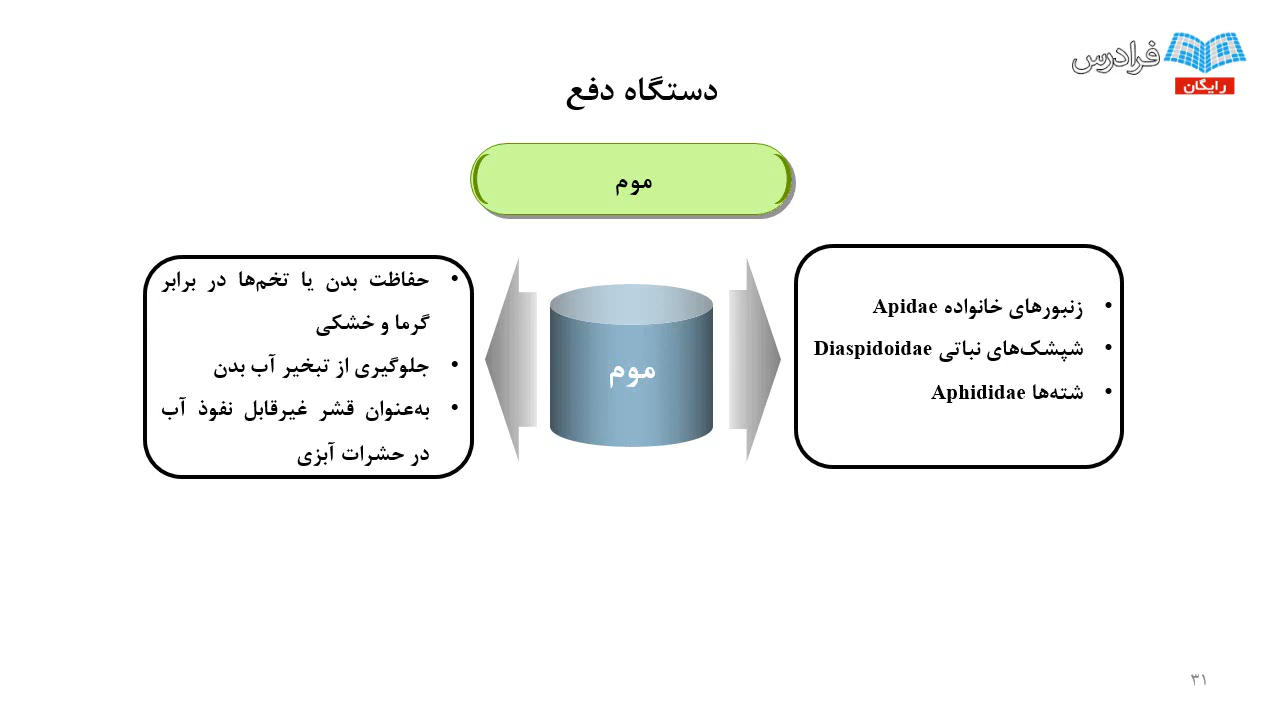 فرادرس
رایگان
دستگاه دفع
موم
• زنبورهای خانواده Apidae
• شپشک‌های نباتی Diaspidoidae
• شته‌ها Aphididae
موم
• حفاظت بدن یا تخم‌ها در برابر
گرما و خشکی
• جلوگیری از تبخیر آب بدن
• به‌عنوان قشر غیرقابل نفوذ آب
در حشرات آبزی
۳۱